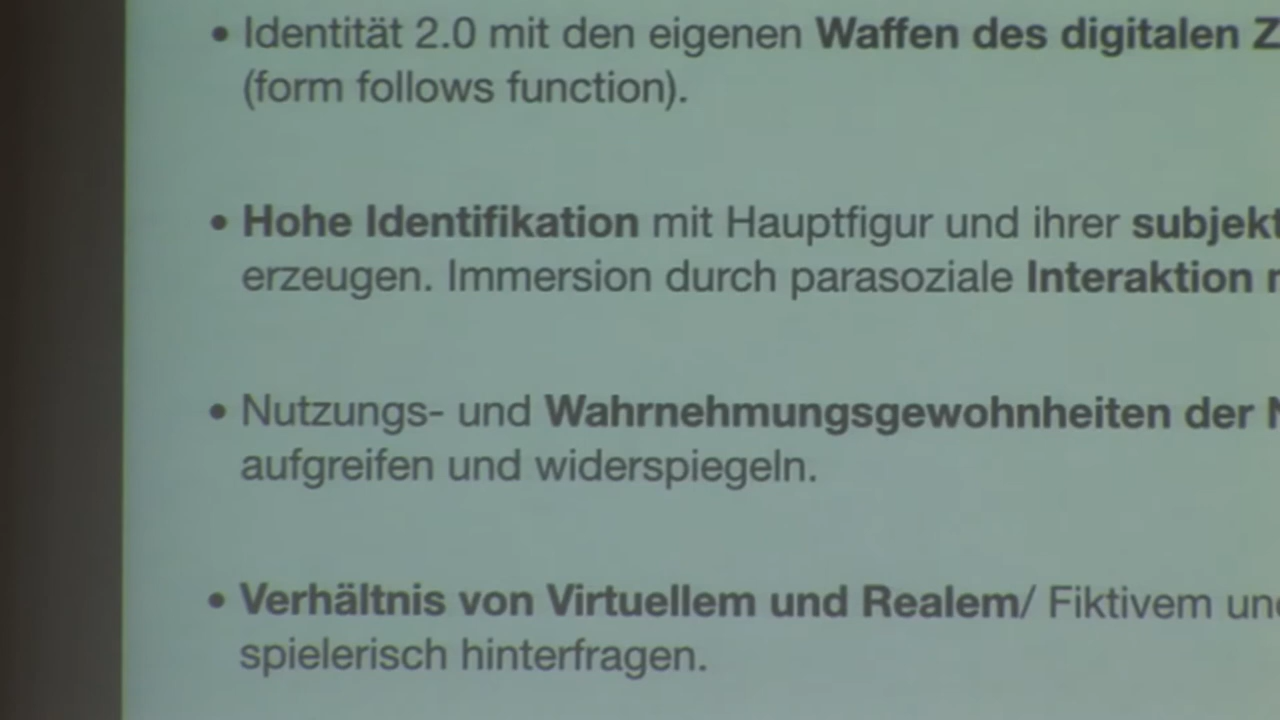 • Identität 2.0 mit den eigenen Waffen des digitalen
(form follows function).
• Hohe Identifikation mit Hauptfigur und ihrer
erzeugen. Immersion durch parasoziale Interaktion
• Nutzungs- und Wahrnehmungsgewohnheiten der
aufgreifen und widerspiegeln.
• Verhältnis von Virtuellem und Realem/ Fiktivem
spielerisch hinterfragen.